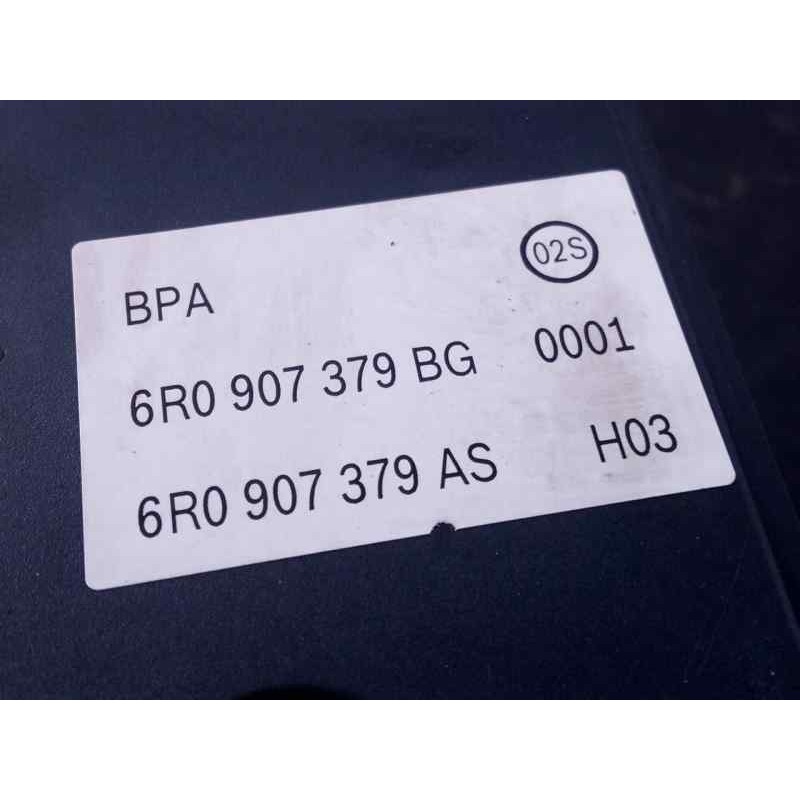 02S
BPA
6R0 907 379 BG 0001
6R0 907 379 AS H03